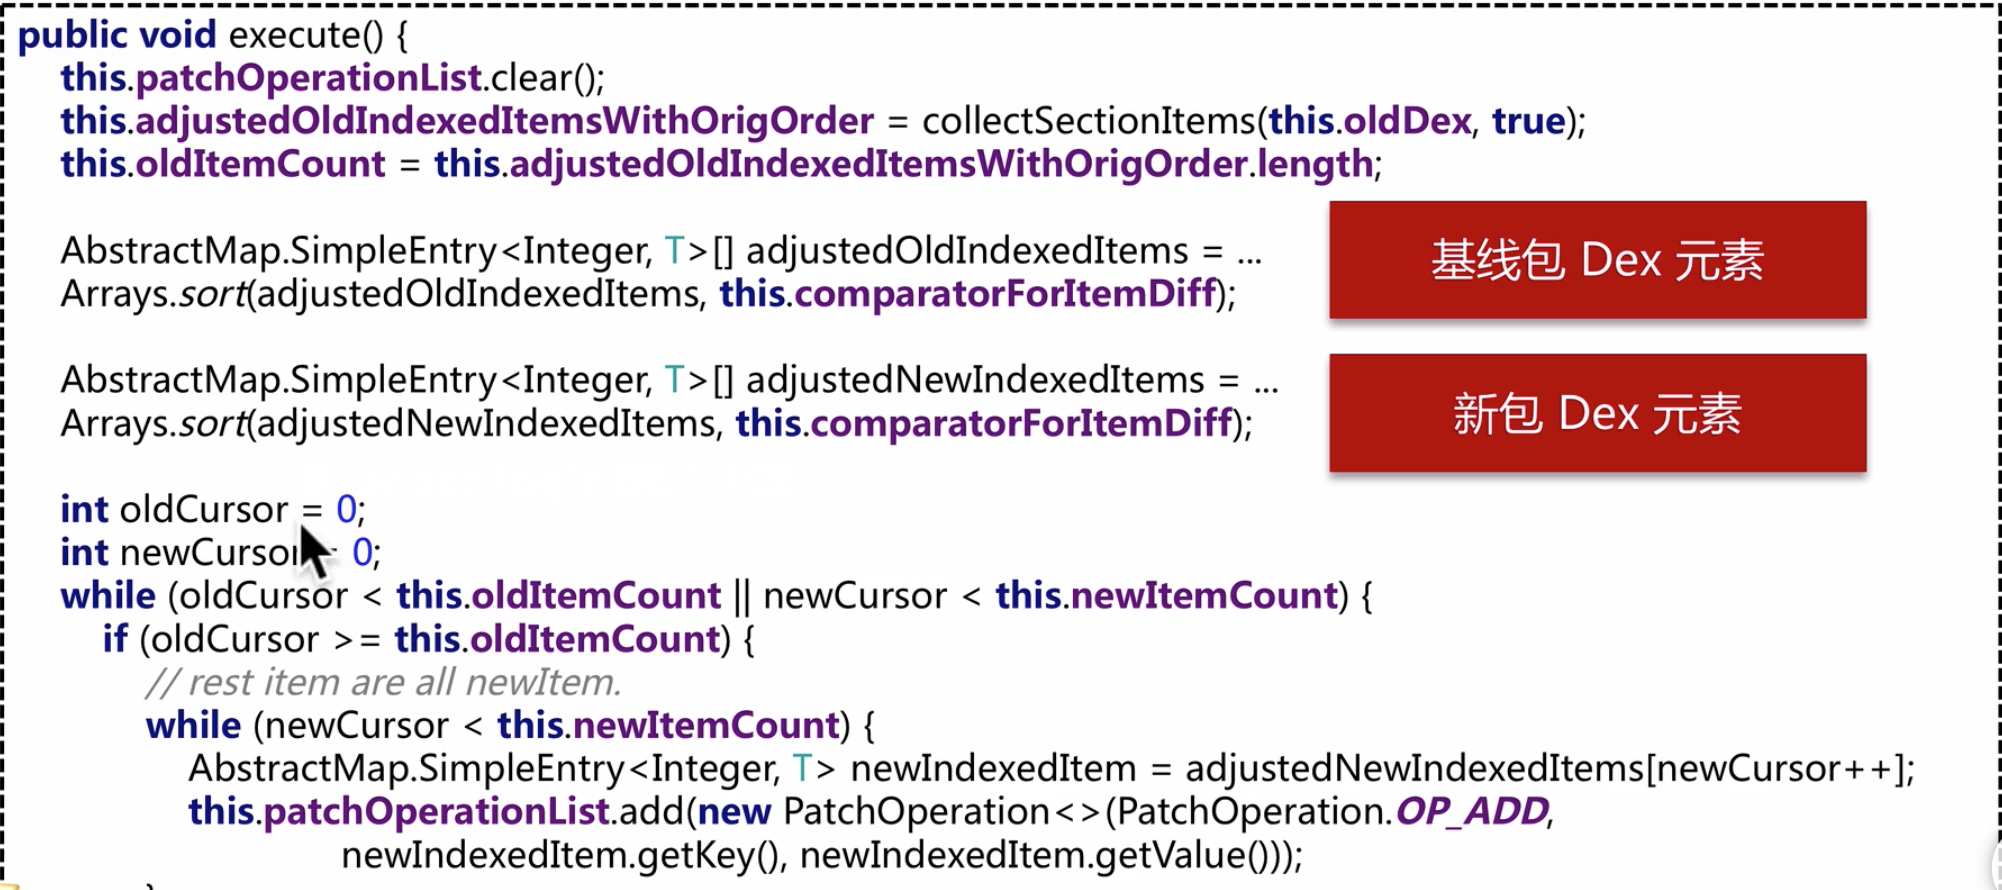 public void execute() {
this.patchOperationList.clear();
this.adjustedOldIndexedItemsWithOrigOrder = collectSectionItems(this.oldDex, true);
this.oldItemCount = this.adjustedOldIndexedItemsWithOrigOrder.length;
AbstractMap.SimpleEntry<Integer, T>[] adjustedOldIndexedItems = ...
Arrays.sort(adjustedOldIndexedItems, this.comparatorForItemDiff);
基线包 Dex 元素
AbstractMap.SimpleEntry<Integer, T>[] adjustedNewIndexedItems = ...
Arrays.sort(adjustedNewIndexedItems, this.comparatorForItemDiff);
新包 Dex 元素
int oldCursor = 0;
int newCursor = 0;
while (oldCursor < this.oldItemCount || newCursor < this.newItemCount) {
if (oldCursor >= this.oldItemCount) {
// rest item are all newItem.
while (newCursor < this.newItemCount) {
AbstractMap.SimpleEntry<Integer, T> newIndexedItem = adjustedNewIndexedItems[newCursor++];
this.patchOperationList.add(new PatchOperation<>(PatchOperation.OP_ADD,
newIndexedItem.getKey(), newIndexedItem.getValue()));
}